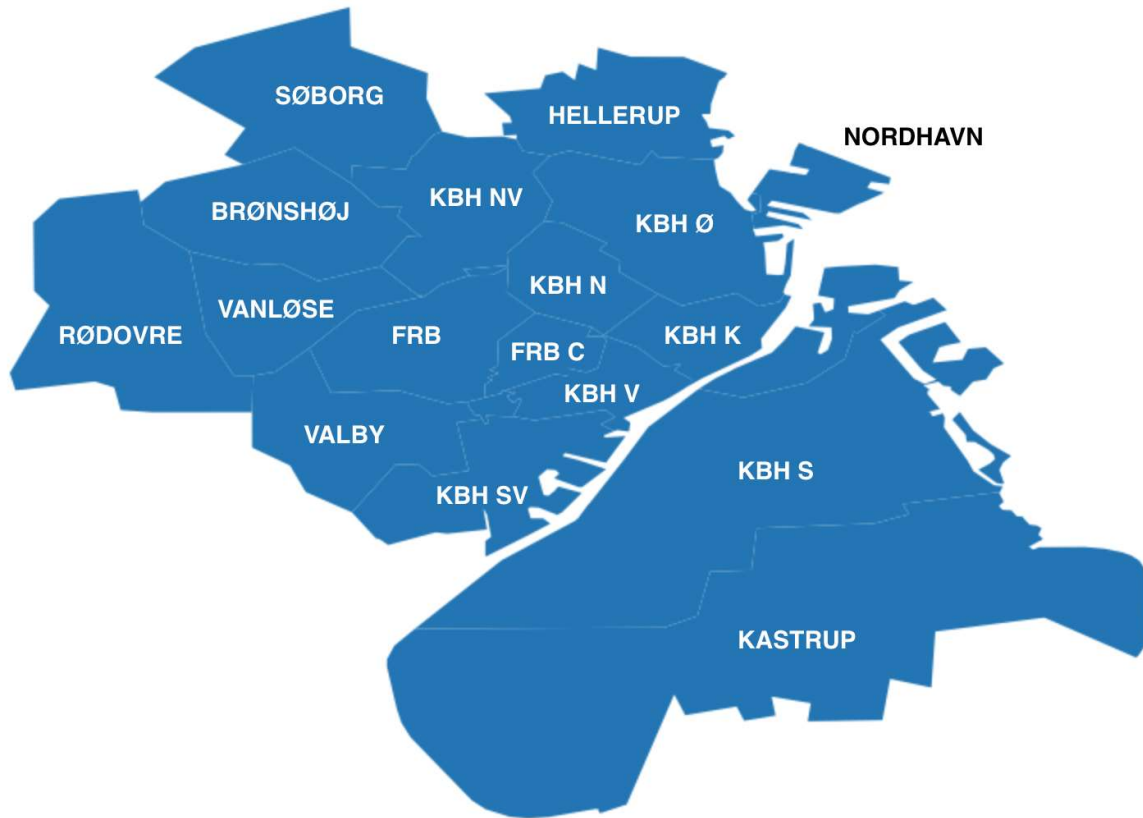 SØBORG
HELLERUP
NORDHAVN
KBH NV
BRØNSHØJ
KBH Ø
KBH N
VANLØSE
RØDOVRE
FRB
KBH K
FRB C
KBH V
VALBY
KBH S
KBH SV
KASTRUP